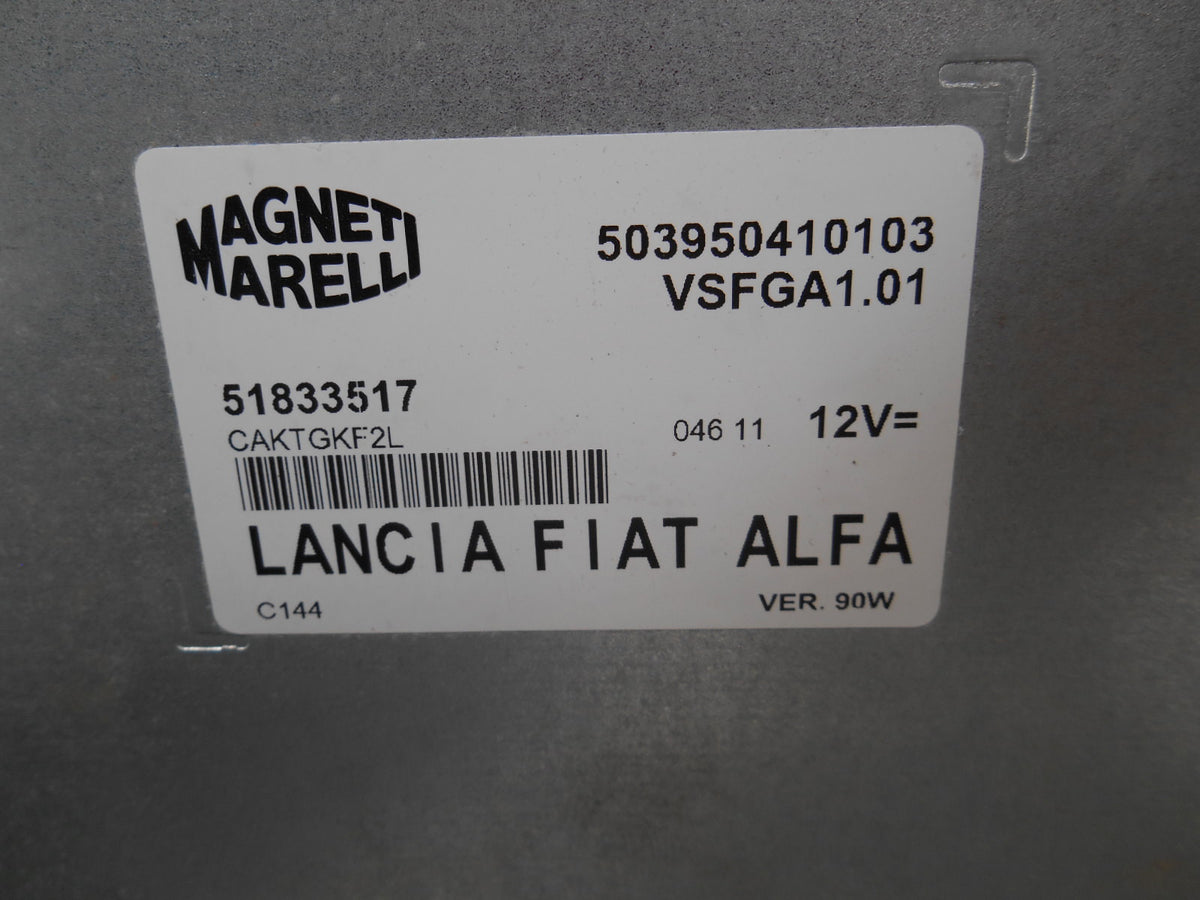 MAGNETI
MARELLI
503950410103
VSFGA1.01
51833517
CAKTGKF2L
046 11 12V=
LANCIA FIAT ALFA
C144 VER. 90W